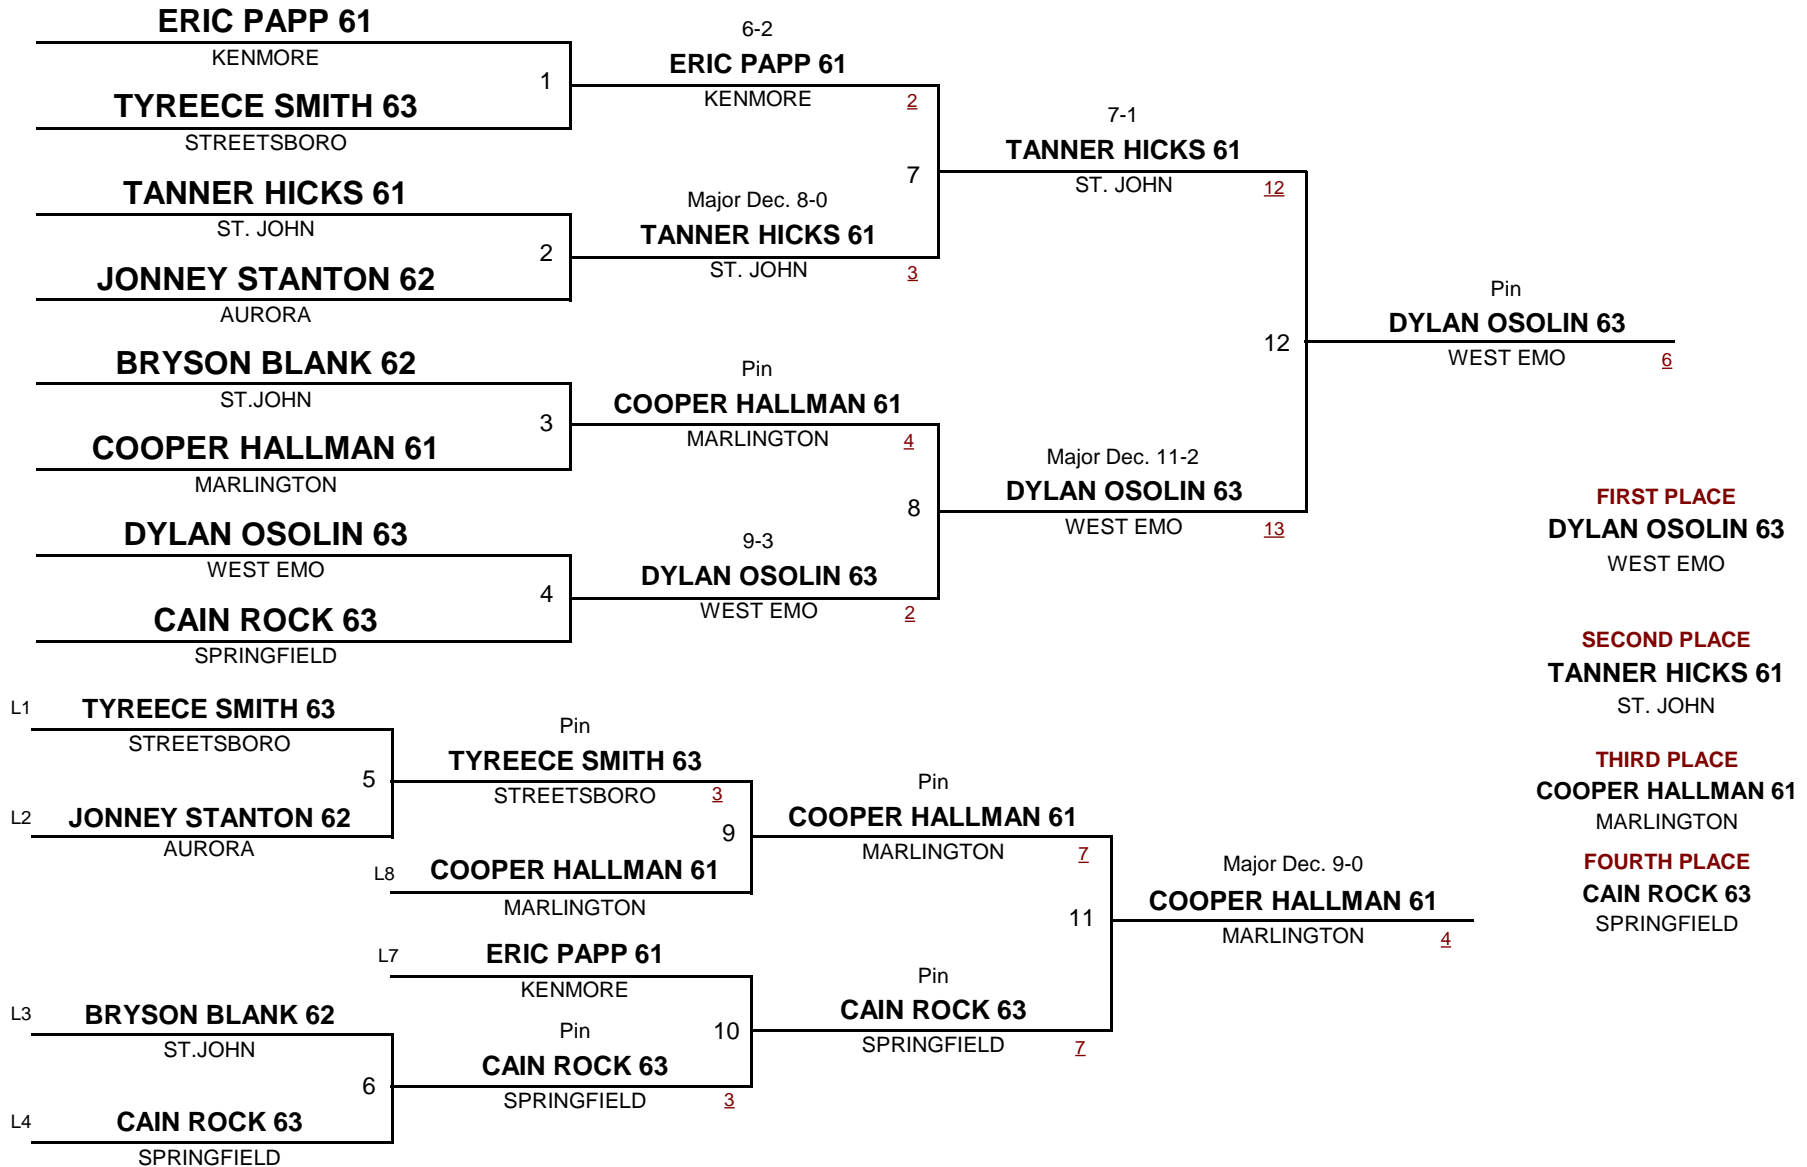 ERIC PAPP 61
KENMORE
1
TYREECE SMITH 63
STREETSBORO
TANNER HICKS 61
ST. JOHN
2
JONNEY STANTON 62
AURORA
BRYSON BLANK 62
ST.JOHN
3
COOPER HALLMAN 61
MARLINGTON
DYLAN OSOLIN 63
WEST EMO
4
CAIN ROCK 63
SPRINGFIELD
6-2
ERIC PAPP 61
KENMORE 2
7
Major Dec. 8-0
TANNER HICKS 61
ST. JOHN 3
Pin
COOPER HALLMAN 61
MARLINGTON 4
8
9-3
DYLAN OSOLIN 63
WEST EMO 2
7-1
TANNER HICKS 61
ST. JOHN 12
12
Major Dec. 11-2
DYLAN OSOLIN 63
WEST EMO 13
Pin
DYLAN OSOLIN 63
WEST EMO 6
L1 TYREECE SMITH 63
STREETSBORO
5
L2 JONNEY STANTON 62
AURORA
L3 BRYSON BLANK 62
ST.JOHN
6
L4 CAIN ROCK 63
SPRINGFIELD
Pin
TYREECE SMITH 63
STREETSBORO 3
9
L8 COOPER HALLMAN 61
MARLINGTON
L7 ERIC PAPP 61
KENMORE
10
Pin
CAIN ROCK 63
SPRINGFIELD 3
Pin
COOPER HALLMAN 61
MARLINGTON 7
11
Pin
CAIN ROCK 63
SPRINGFIELD 7
Major Dec. 9-0
COOPER HALLMAN 61
MARLINGTON 4
FIRST PLACE
DYLAN OSOLIN 63
WEST EMO
SECOND PLACE
TANNER HICKS 61
ST. JOHN
THIRD PLACE
COOPER HALLMAN 61
MARLINGTON
FOURTH PLACE
CAIN ROCK 63
SPRINGFIELD